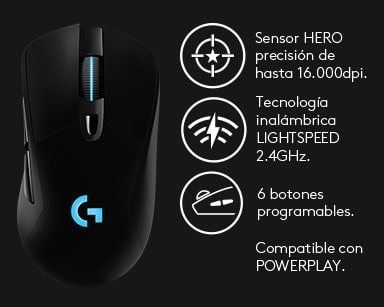 Sensor HERO
precisión de
hasta 16.000dpi.
Tecnología
inalámbrica
LIGHTSPEED
2.4GHz.
6 botones
programables.
Compatible con
POWERPLAY.